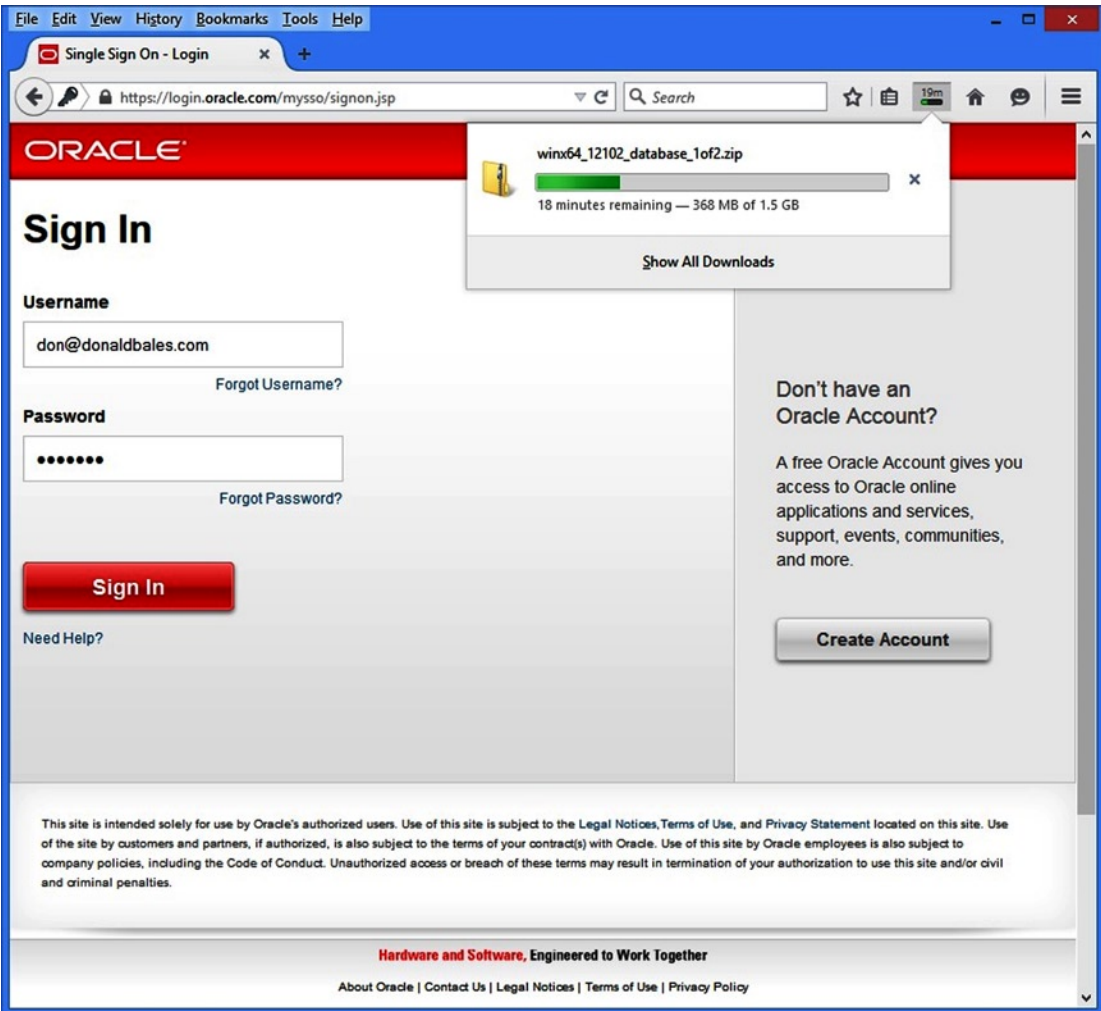 File Edit View History Bookmarks Tools Help
Single Sign On - Login
https://login.oracle.com/mysso/signon.jsp
Search
19m
ORACLE
winx64_12102_database_1of2.zip
18 minutes remaining — 368 MB of 1.5 GB
Show All Downloads
Sign In
Username
don@donaldbales.com
Forgot Username?
Password
•••••••
Forgot Password?
Sign In
Need Help?
Don't have an
Oracle Account?
A free Oracle Account gives you
access to Oracle online
applications and services,
support, events, communities,
and more.
Create Account
This site is intended solely for use by Oracle's authorized users. Use of this site is subject to the Legal Notices,Terms of Use, and Privacy Statement located on this site. Use
of the site by customers and partners, if authorized, is also subject to the terms of your contract(s) with Oracle. Use of this site by Oracle employees is also subject to
company policies, including the Code of Conduct. Unauthorized access or breach of these terms may result in termination of your authorization to use this site and/or civil
and criminal penalties.
Hardware and Software, Engineered to Work Together
About Oracle | Contact Us | Legal Notices | Terms of Use | Privacy Policy